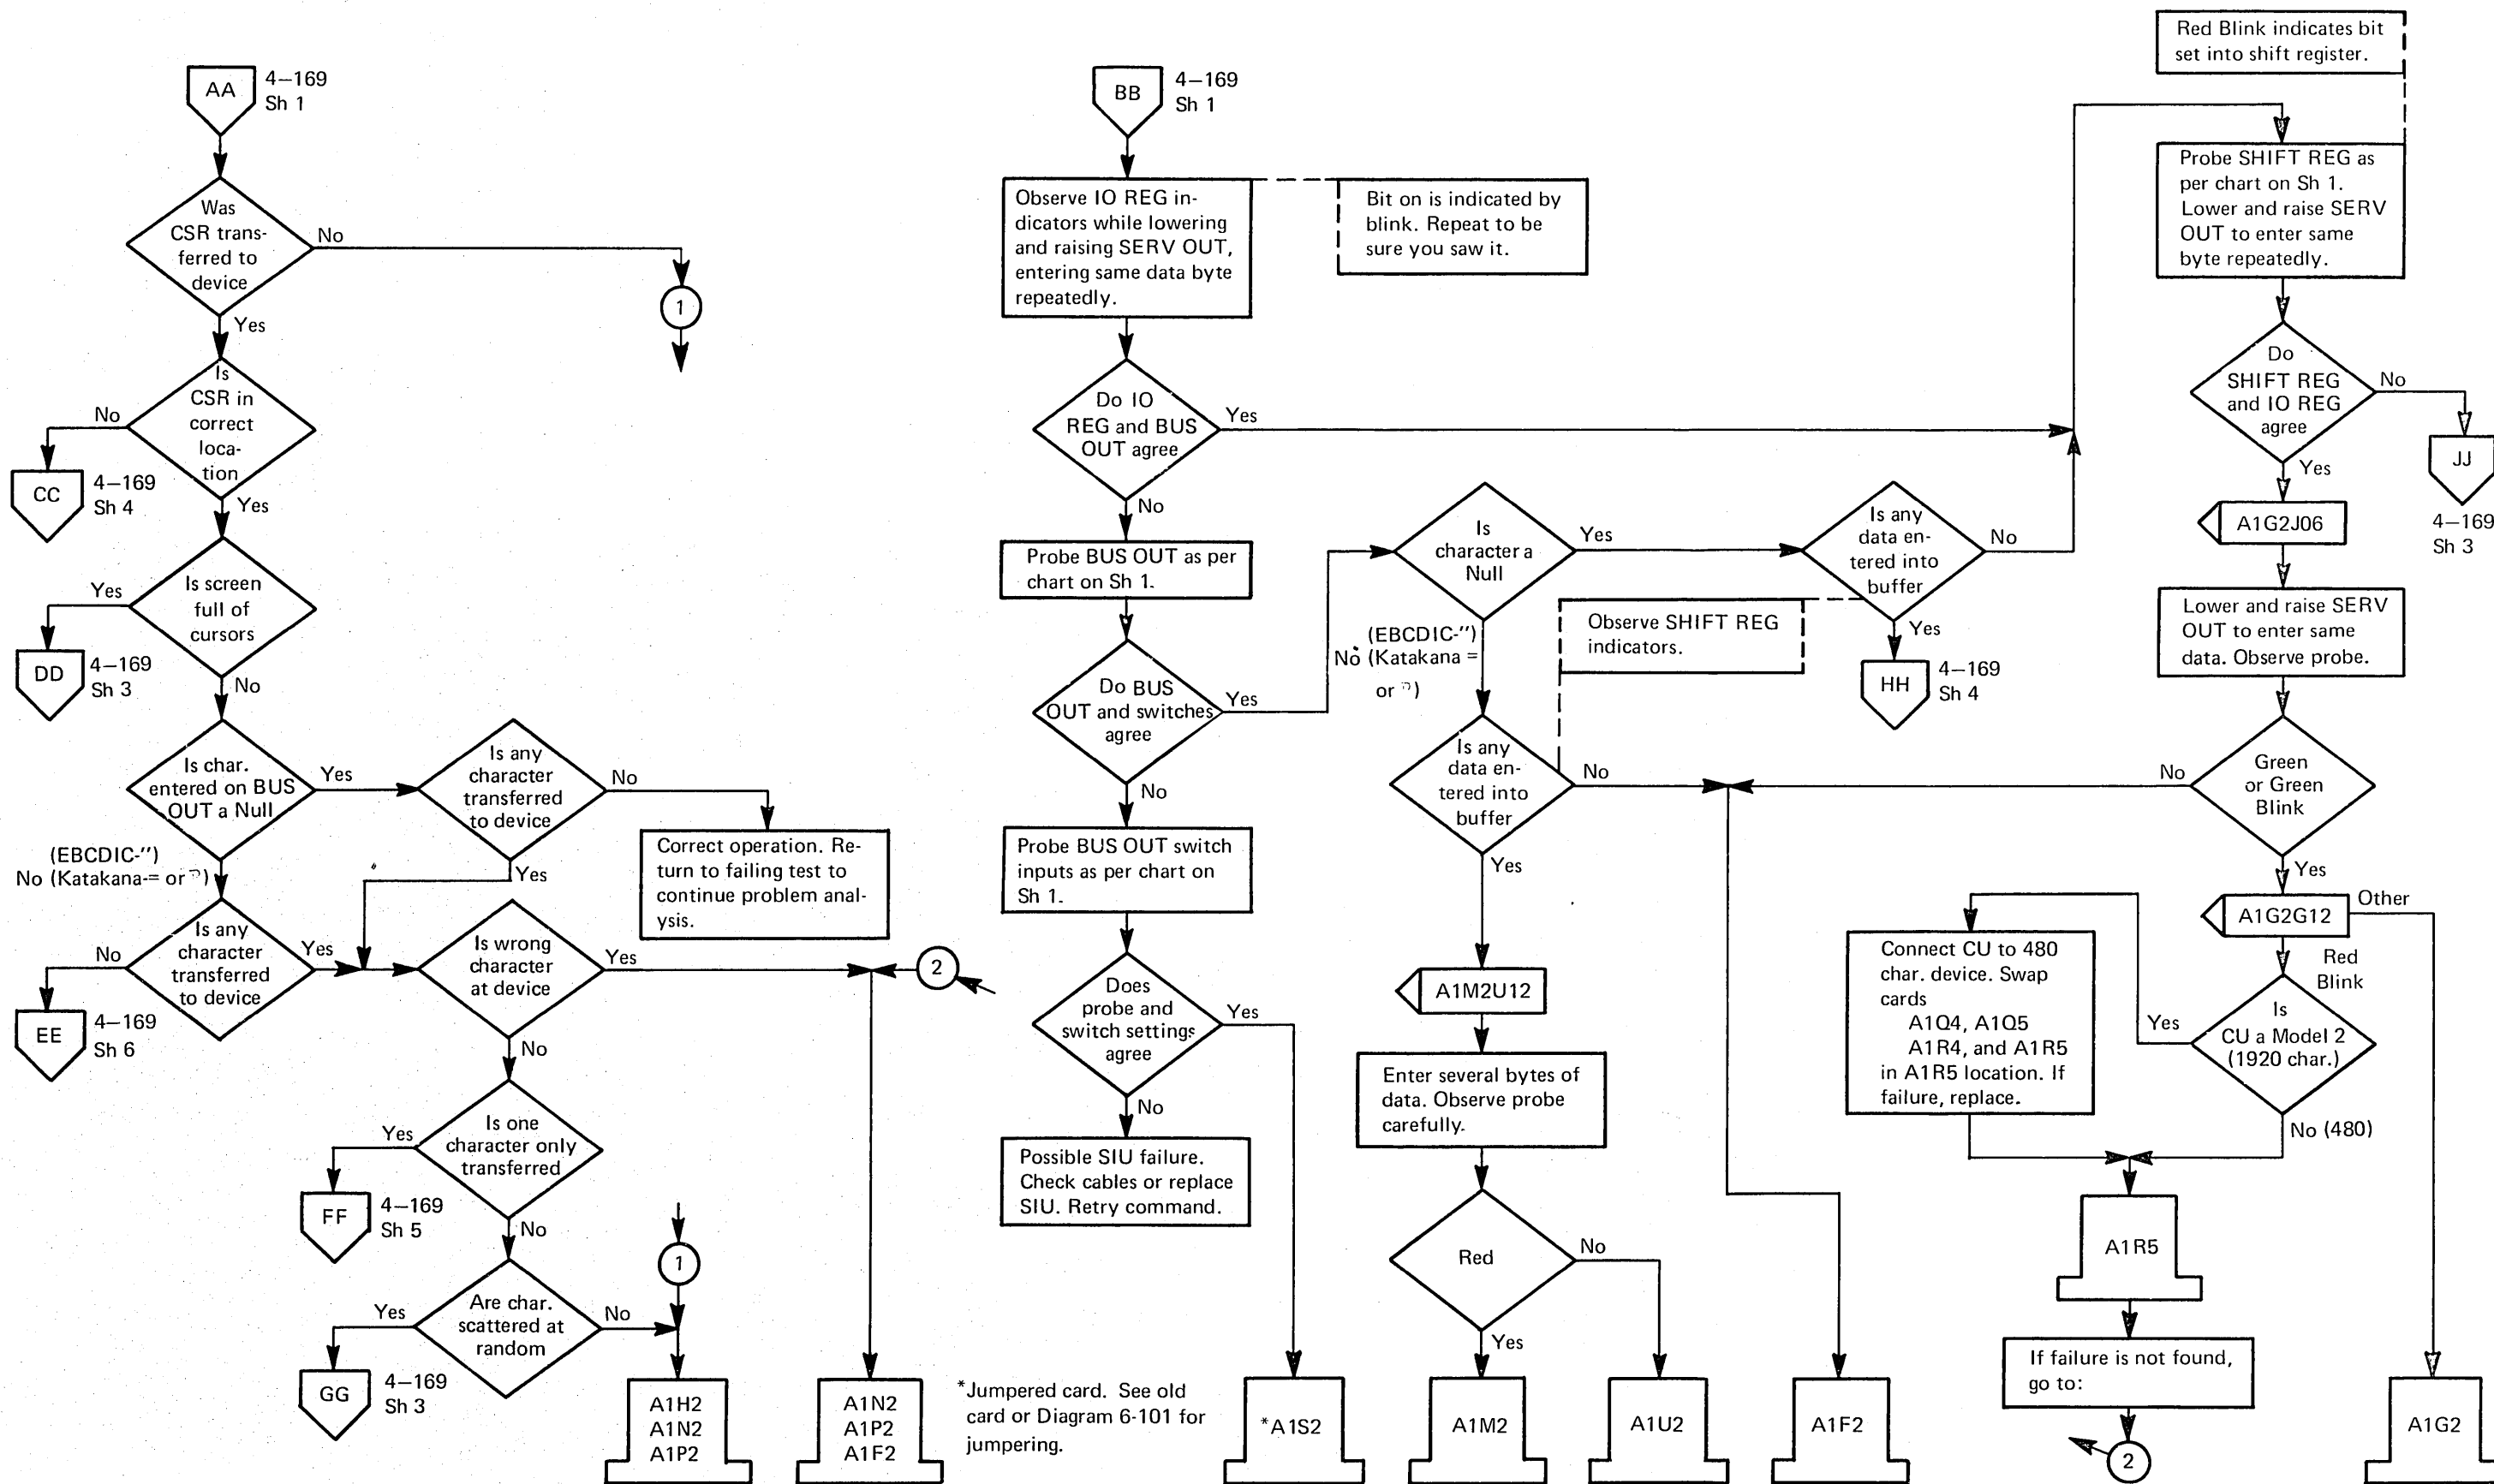 AA
4–169
Sh 1
Was
CSR trans-
ferred to
device
No
1
Yes
Is
CSR in
correct
loca-
tion
No
CC
4–169
Sh 4
Yes
Is screen
full of
cursors
Yes
DD
4–169
Sh 3
No
Is char.
entered on BUS
OUT a Null
Yes
Is any
character
transferred
to device
No
Correct operation. Re-
turn to failing test to
continue problem anal-
ysis.
Yes
(EBCDIC-'')
No (Katakana-= or
Is any
character
transferred
to device
No
EE
4–169
Sh 6
Yes
Is wrong
character
at device
Yes
2
No
Is one
character only
transferred
Yes
FF
4–169
Sh 5
No
Are char.
scattered at
random
Yes
GG
4–169
Sh 3
No
1
A1H2
A1N2
A1P2
A1N2
A1P2
A1F2
BB
4–169
Sh 1
Observe IO REG in-
dicators while lowering
and raising SERV OUT,
entering same data byte
repeatedly.
Bit on is indicated by
blink. Repeat to be
sure you saw it.
Do IO
REG and BUS
OUT agree
Yes
No
Probe BUS OUT as per
chart on Sh 1.
Do BUS
OUT and switches
agree
Yes
No
Probe BUS OUT switch
inputs as per chart on
Sh 1.
Does
probe and
switch settings
agree
Yes
No
Possible SIU failure.
Check cables or replace
SIU. Retry command.
*Jumpered card. See old
card or Diagram 6-101 for
jumpering.
*A1S2
Is
character a
Null
Yes
Is any
data en-
tered into
buffer
No
Yes
HH
4–169
Sh 4
(EBCDIC-'')
No (Katakana =
or
Observe SHIFT REG
indicators.
Is any
data en-
tered into
buffer
No
Yes
A1M2U12
Enter several bytes of
data. Observe probe
carefully.
Red
No
Yes
A1M2
A1U2
A1F2
Red Blink indicates bit
set into shift register.
Probe SHIFT REG as
per chart on Sh 1.
Lower and raise SERV
OUT to enter same
byte repeatedly.
Do
SHIFT REG
and IO REG
agree
No
JJ
4–169
Sh 3
Yes
A1G2J06
Lower and raise SERV
OUT to enter same
data. Observe probe.
Green
or Green
Blink
No
Yes
A1G2G12
Other
Red
Blink
Is
CU a Model 2
(1920 char.)
Yes
Connect CU to 480
char. device. Swap
cards
A1Q4, A1Q5
A1R4, and A1R5
in A1R5 location. If
failure, replace.
No (480)
A1R5
If failure is not found,
go to:
2
A1G2